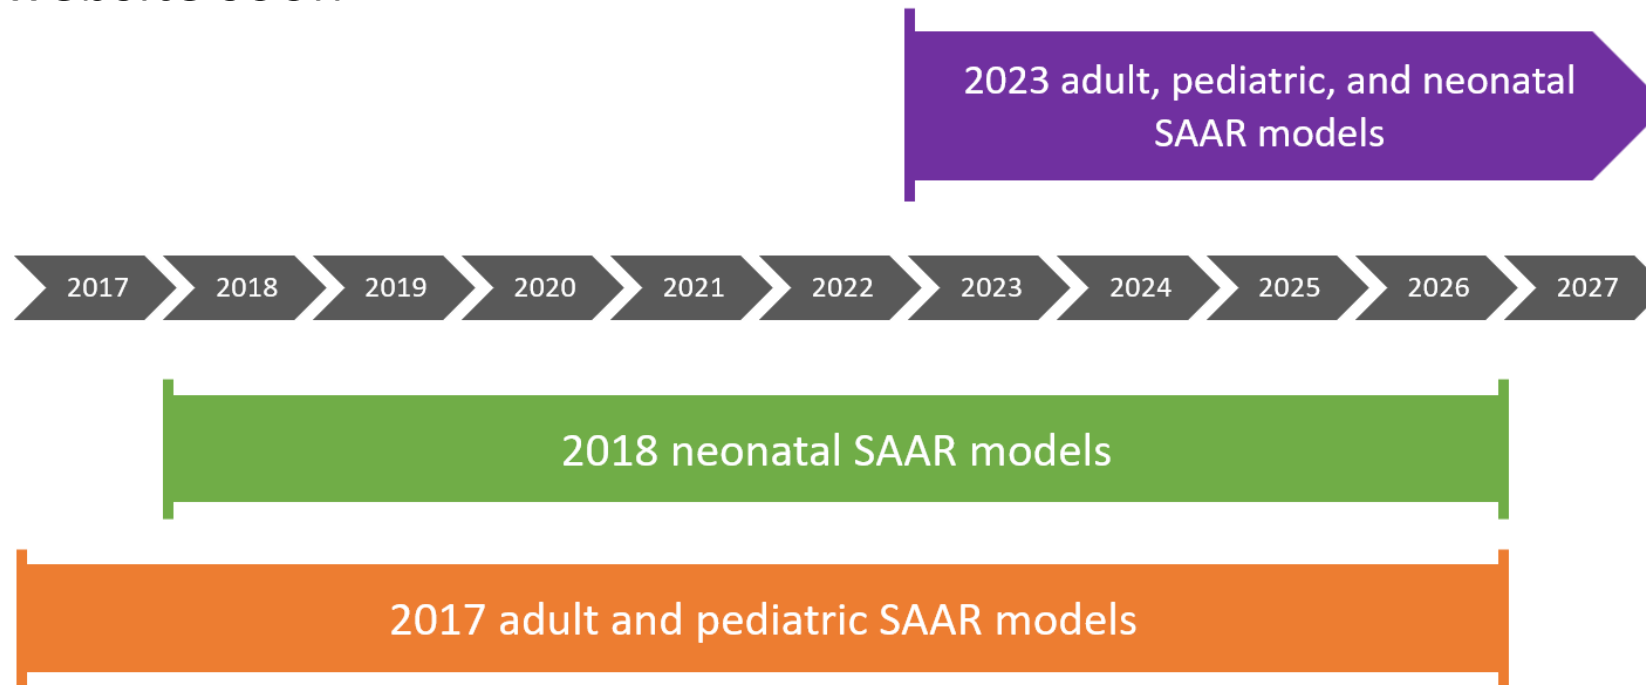 2023 adult, pediatric, and neonatal
SAAR models
2017 2018 2019 2020 2021 2022 2023 2024 2025 2026 2027
2018 neonatal SAAR models
2017 adult and pediatric SAAR models